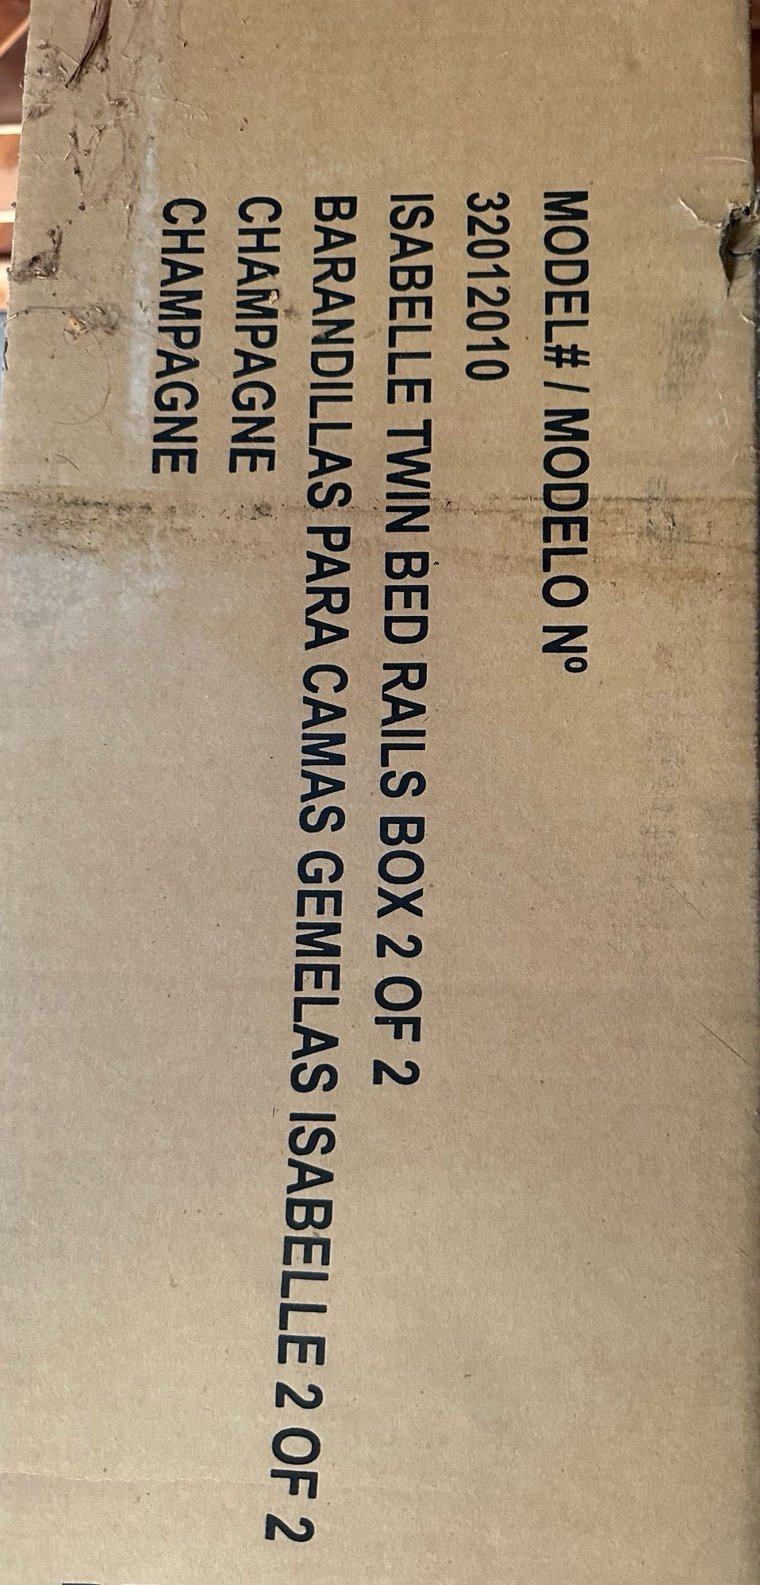 MODEL# / MODELO Nº
32012010
ISABELLE TWIN BED RAILS BOX 2 OF 2
BARANDILLAS PARA CAMAS GEMELAS ISABELLE 2 OF 2
CHAMPAGNE
CHAMPAGNE